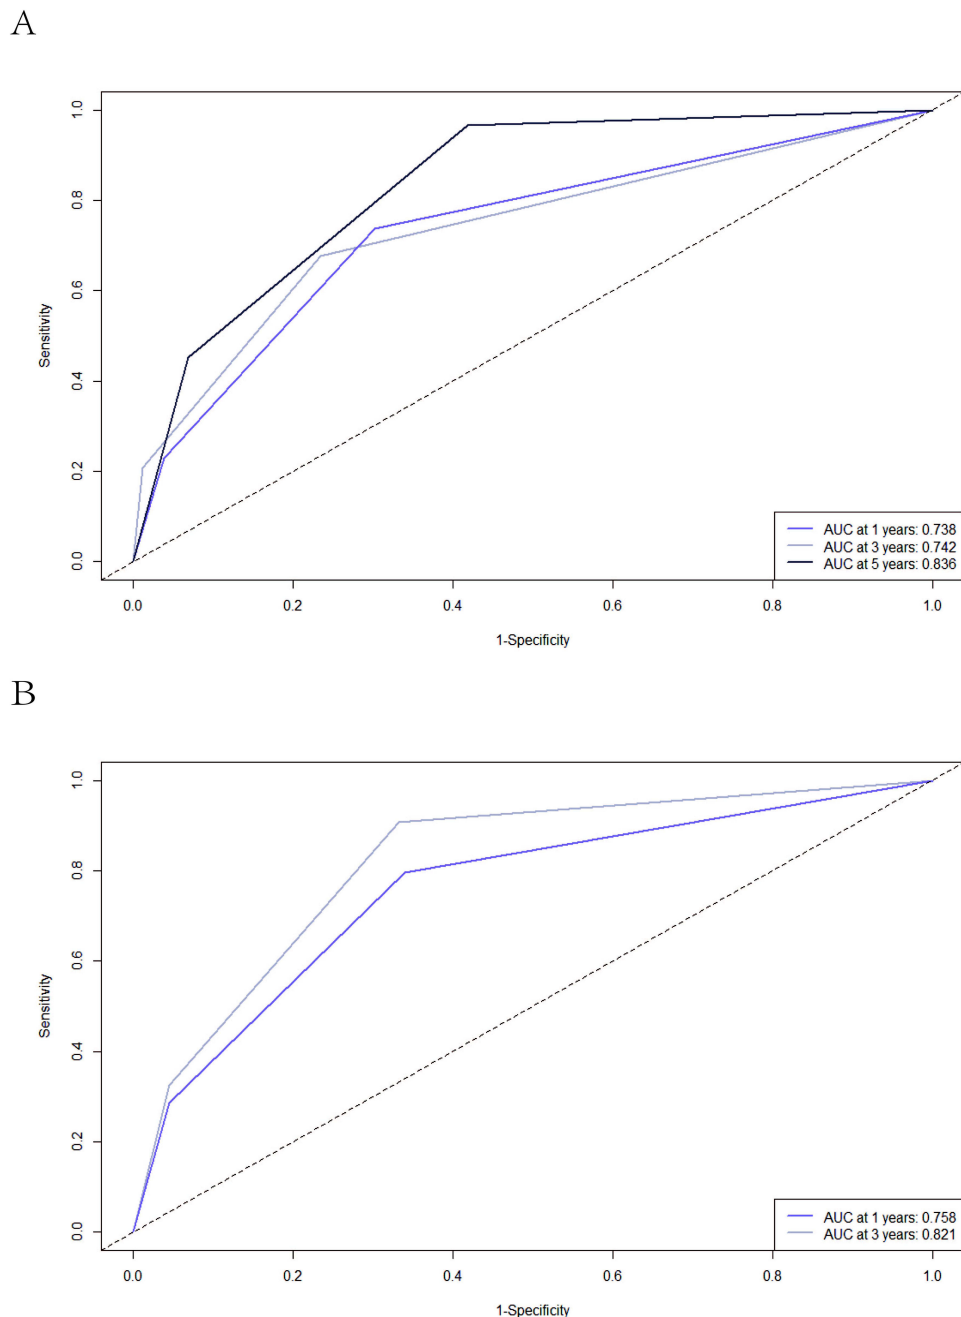 A
1.0
0.8
0.6
0.4
0.2
0.0
Sensitivity
AUC at 1 years: 0.738
AUC at 3 years: 0.742
AUC at 5 years: 0.836
0.0 0.2 0.4 0.6 0.8 1.0
1-Specificity
B
1.0
0.8
0.6
0.4
0.2
0.0
Sensitivity
AUC at 1 years: 0.758
AUC at 3 years: 0.821
0.0 0.2 0.4 0.6 0.8 1.0
1-Specificity